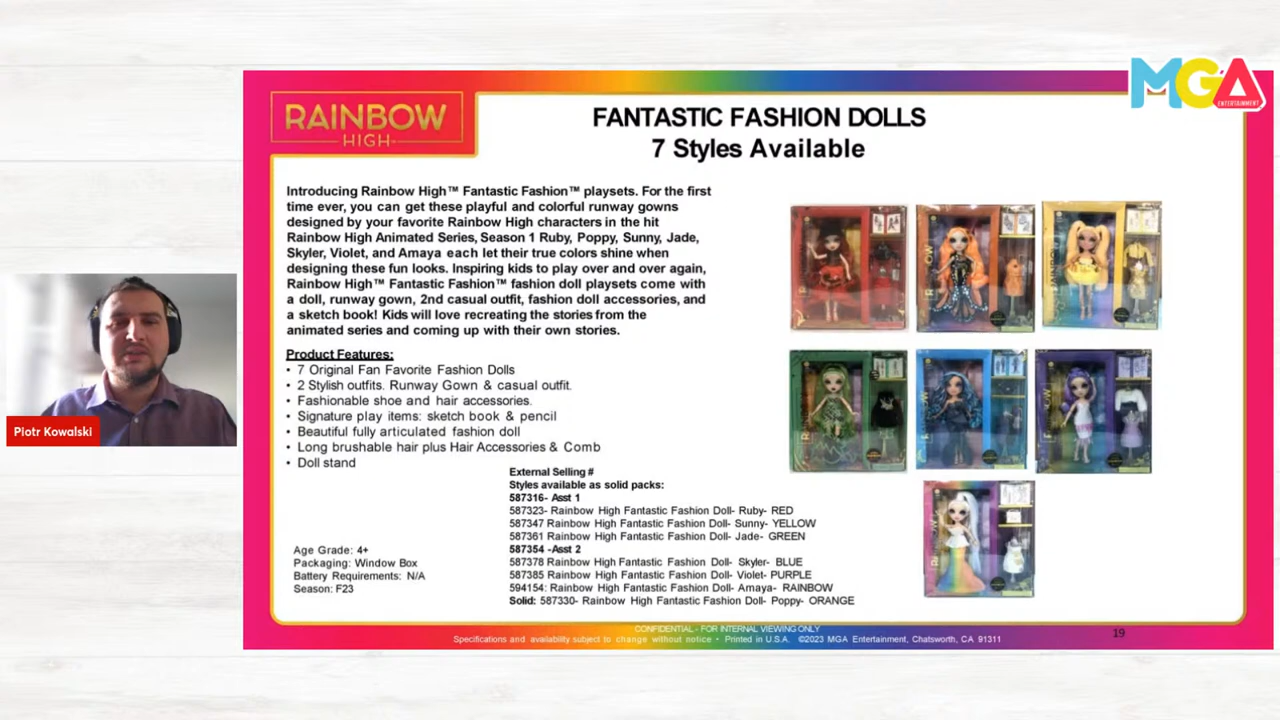 MGA
ENTERTAINMENT
RAINBOW
HIGH™
FANTASTIC FASHION DOLLS
7 Styles Available
Introducing Rainbow High™ Fantastic Fashion™ playsets. For the first
time ever, you can get these playful and colorful runway gowns
designed by your favorite Rainbow High characters in the hit
Rainbow High Animated Series, Season 1 Ruby, Poppy, Sunny, Jade,
Skyler, Violet, and Amaya each let their true colors shine when
designing these fun looks. Inspiring kids to play over and over again,
Rainbow High™ Fantastic Fashion™ fashion doll playsets come with
a doll, runway gown, 2nd casual outfit, fashion doll accessories, and
a sketch book! Kids will love recreating the stories from the
animated series and coming up with their own stories.
Product Features:
• 7 Original Fan Favorite Fashion Dolls
• 2 Stylish outfits. Runway Gown & casual outfit.
• Fashionable shoe and hair accessories.
• Signature play items: sketch book & pencil
• Beautiful fully articulated fashion doll
• Long brushable hair plus Hair Accessories & Comb
• Doll stand
Piotr Kowalski
External Selling #
Styles available as solid packs:
587316- Asst 1
587323- Rainbow High Fantastic Fashion Doll- Ruby- RED
587347 Rainbow High Fantastic Fashion Doll- Sunny- YELLOW
587361 Rainbow High Fantastic Fashion Doll- Jade- GREEN
587354 -Asst 2
587378 Rainbow High Fantastic Fashion Doll- Skyler- BLUE
587385 Rainbow High Fantastic Fashion Doll- Violet- PURPLE
594154: Rainbow High Fantastic Fashion Doll- Amaya- RAINBOW
Solid: 587330- Rainbow High Fantastic Fashion Doll- Poppy- ORANGE
Age Grade: 4+
Packaging: Window Box
Battery Requirements: N/A
Season: F23
CONFIDENTIAL - FOR INTERNAL VIEWING ONLY
Specifications and availability subject to change without notice • Printed in U.S.A. ©2023 MGA Entertainment, Chatsworth, CA 91311
19